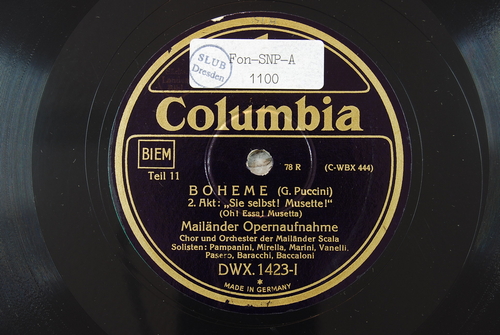 SLUB
Dresden
Fon-SNP-A
1100
Columbia
BIEM
Teil 11
78 R
(C-WBX 444)
BOHEME (G. Puccini)
2. Akt: „Sie selbst! Musette!"
(Oh! Essa! Musetta)
Mailänder Opernaufnahme
Chor und Orchester der Mailänder Scala
Solisten: Pampanini, Mirella, Marini, Vanelli,
Pasero, Baracchi, Baccaloni
DWX. 1423-I
*
MADE IN GERMANY